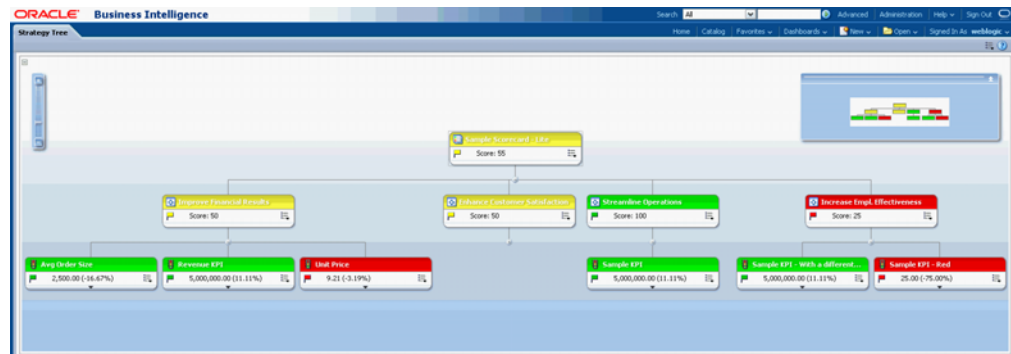 ORACLE Business Intelligence
Search All Advanced Administration Help Sign Out
Strategy Tree
Home Catalog Favorites Dashboards New Open Signed In As weblogic
Sample Scorecard - Lite
Score: 55
Improve Financial Results
Enhance Customer Satisfaction
Streamline Operations
Increase Empl. Effectiveness
Score: 50
Score: 50
Score: 100
Score: 25
Avg Order Size
Revenue KPI
Unit Price
Sample KPI
Sample KPI - With a different...
Sample KPI - Red
2,500.00 (-16.67%)
5,000,000.00 (11.11%)
9.21 (-3.19%)
5,000,000.00 (11.11%)
5,000,000.00 (11.11%)
25.00 (-75.00%)